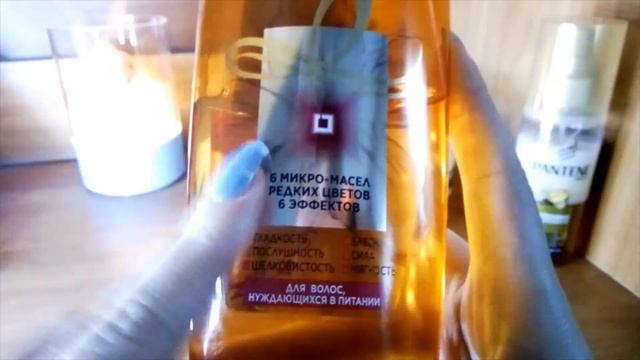 6 МИКРО-МАСЕЛ
РЕДКИХ ЦВЕТОВ
6 ЭФФЕКТОВ
ГЛАДКОСТЬ БЛЕСК
ПОСЛУШНОСТЬ СИЛА
ШЕЛКОВИСТОСТЬ МЯГКОСТЬ
ДЛЯ ВОЛОС,
НУЖДАЮЩИХСЯ В ПИТАНИИ
PANTENE